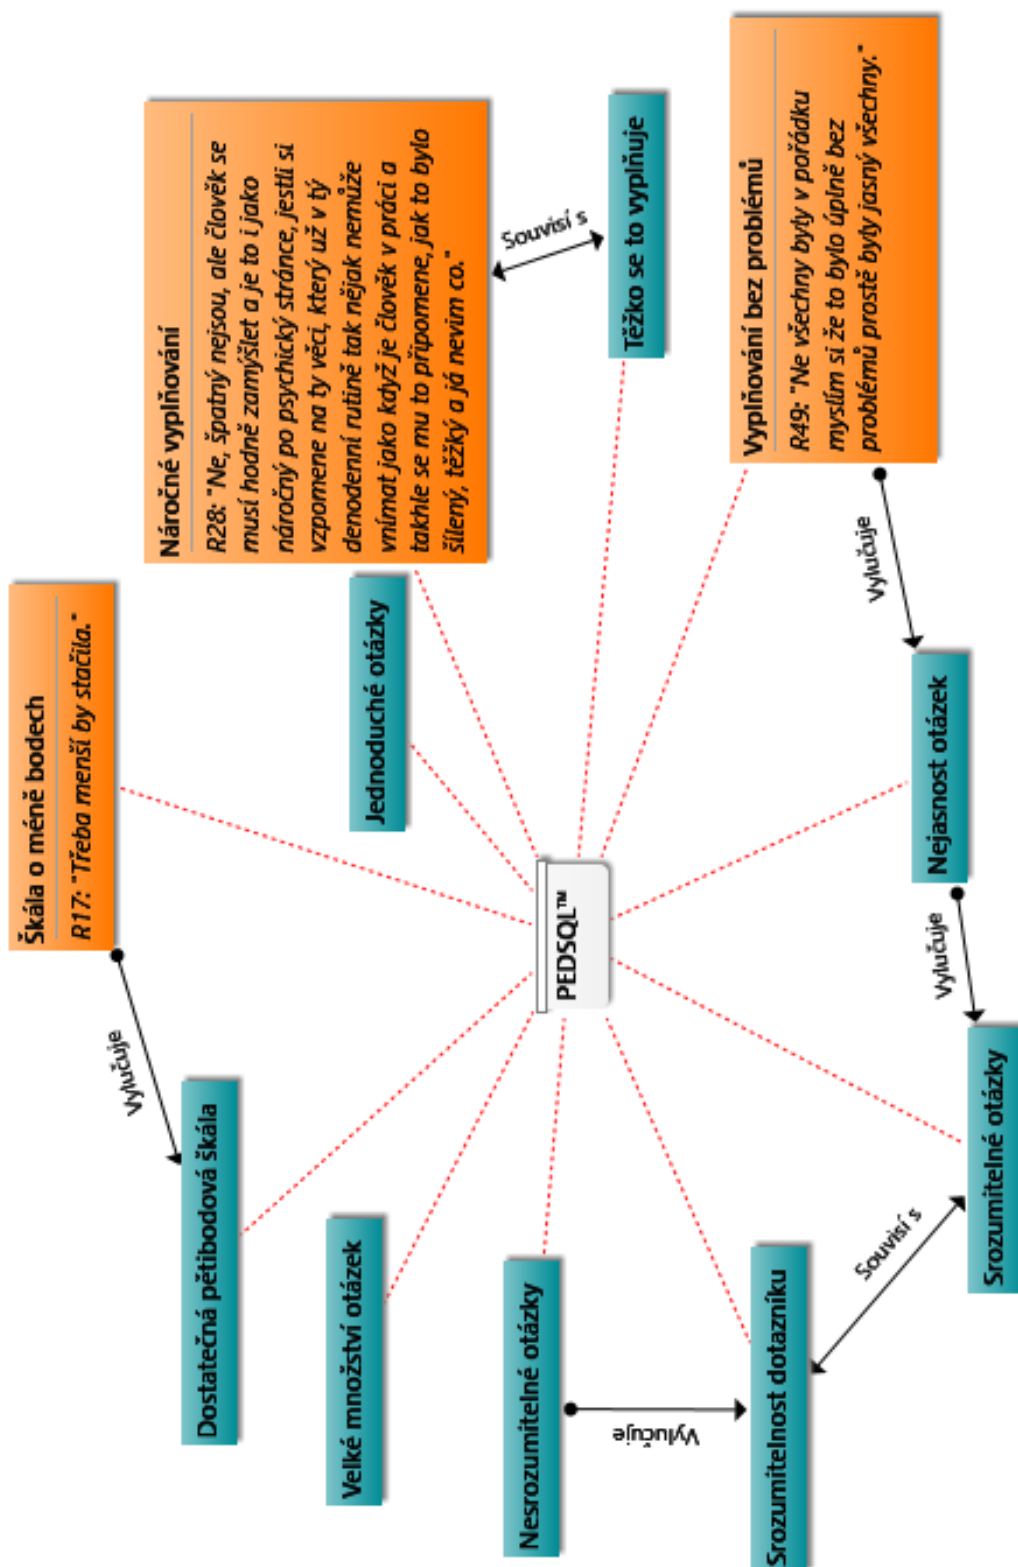 Škála o méně bodech
R17: "Třeba menší by stačila."
Náročné vyplňování
R28: "Ne, špatný nejsou, ale člověk se
musí hodně zamýšlet a je to i jako
náročný po psychický stránce, jestli si
vzpomene na ty věci, který už v tý
denodenní rutině tak nějak nemůže
vnímat jako když je člověk v práci a
takhle se mu to připomene, jak to bylo
šílený, těžký a já nevim co."
Vylučuje
Dostatečná pětibodová škála
Jednoduché otázky
Souvisí s
Velké množství otázek
Těžko se to vyplňuje
PEDSQL™
Nesrozumitelné otázky
Vyplňování bez problémů
R49: "Ne všechny byly v pořádku
myslím si že to bylo úplně bez
problémů prostě byly jasný všechny."
Vylučuje
Vylučuje
Srozumitelnost dotazníku
Souvisí s
Nejasnost otázek
Vylučuje
Srozumitelné otázky